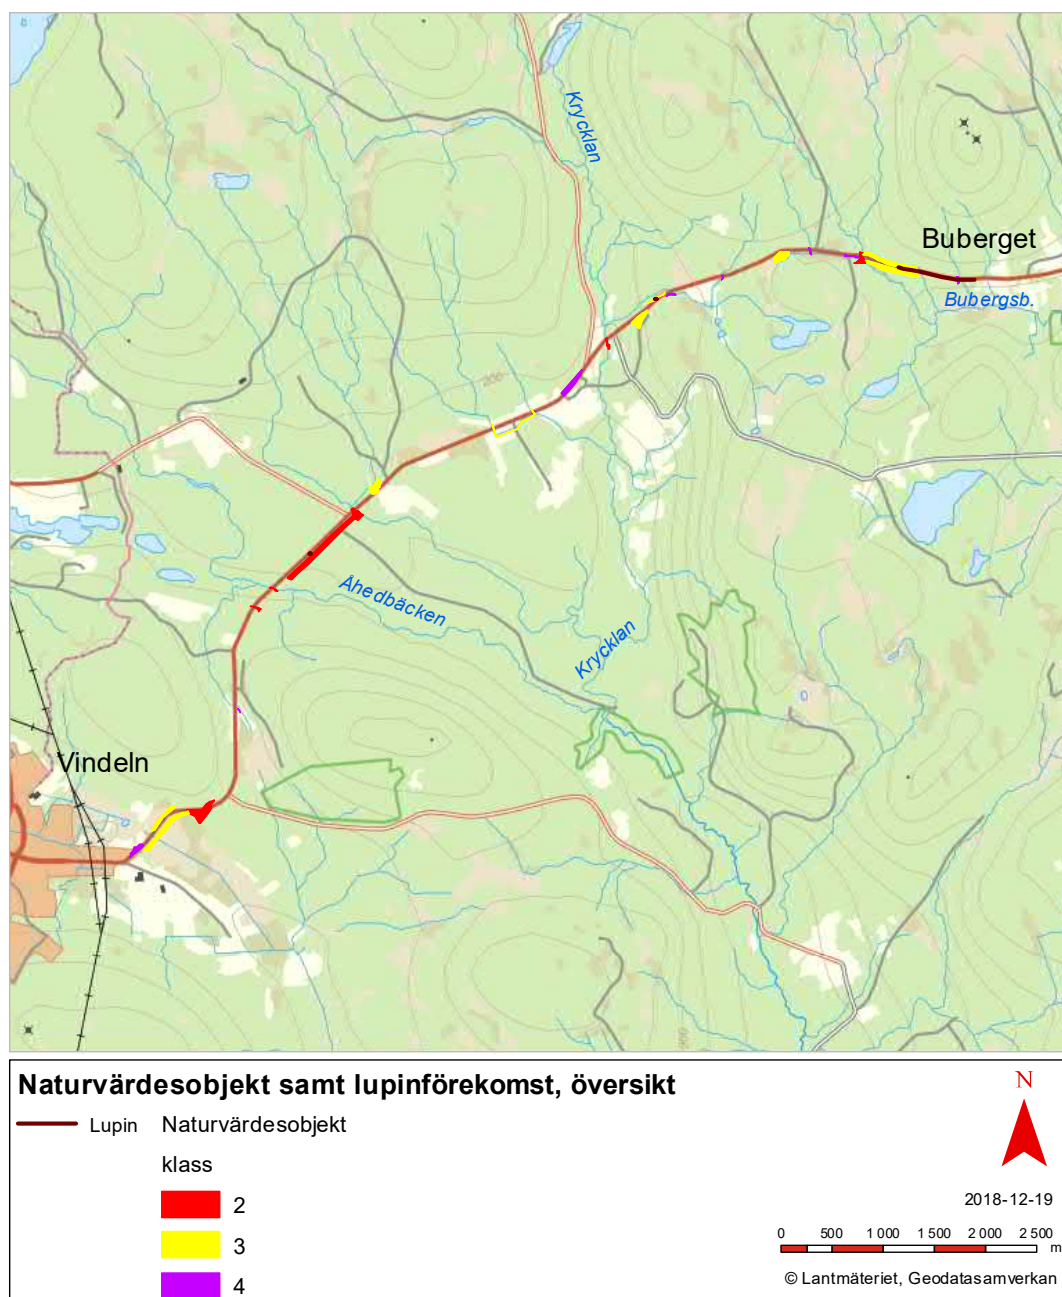 Krycklan
Buberget
Bubergsb.
200
Åhedbäcken
Krycklan
Vindeln
Naturvärdesobjekt samt lupinförekomst, översikt
N
Lupin Naturvärdesobjekt
klass
2
2018-12-19
3
0 500 1 000 1 500 2 000 2 500
m
4
© Lantmäteriet, Geodatasamverkan